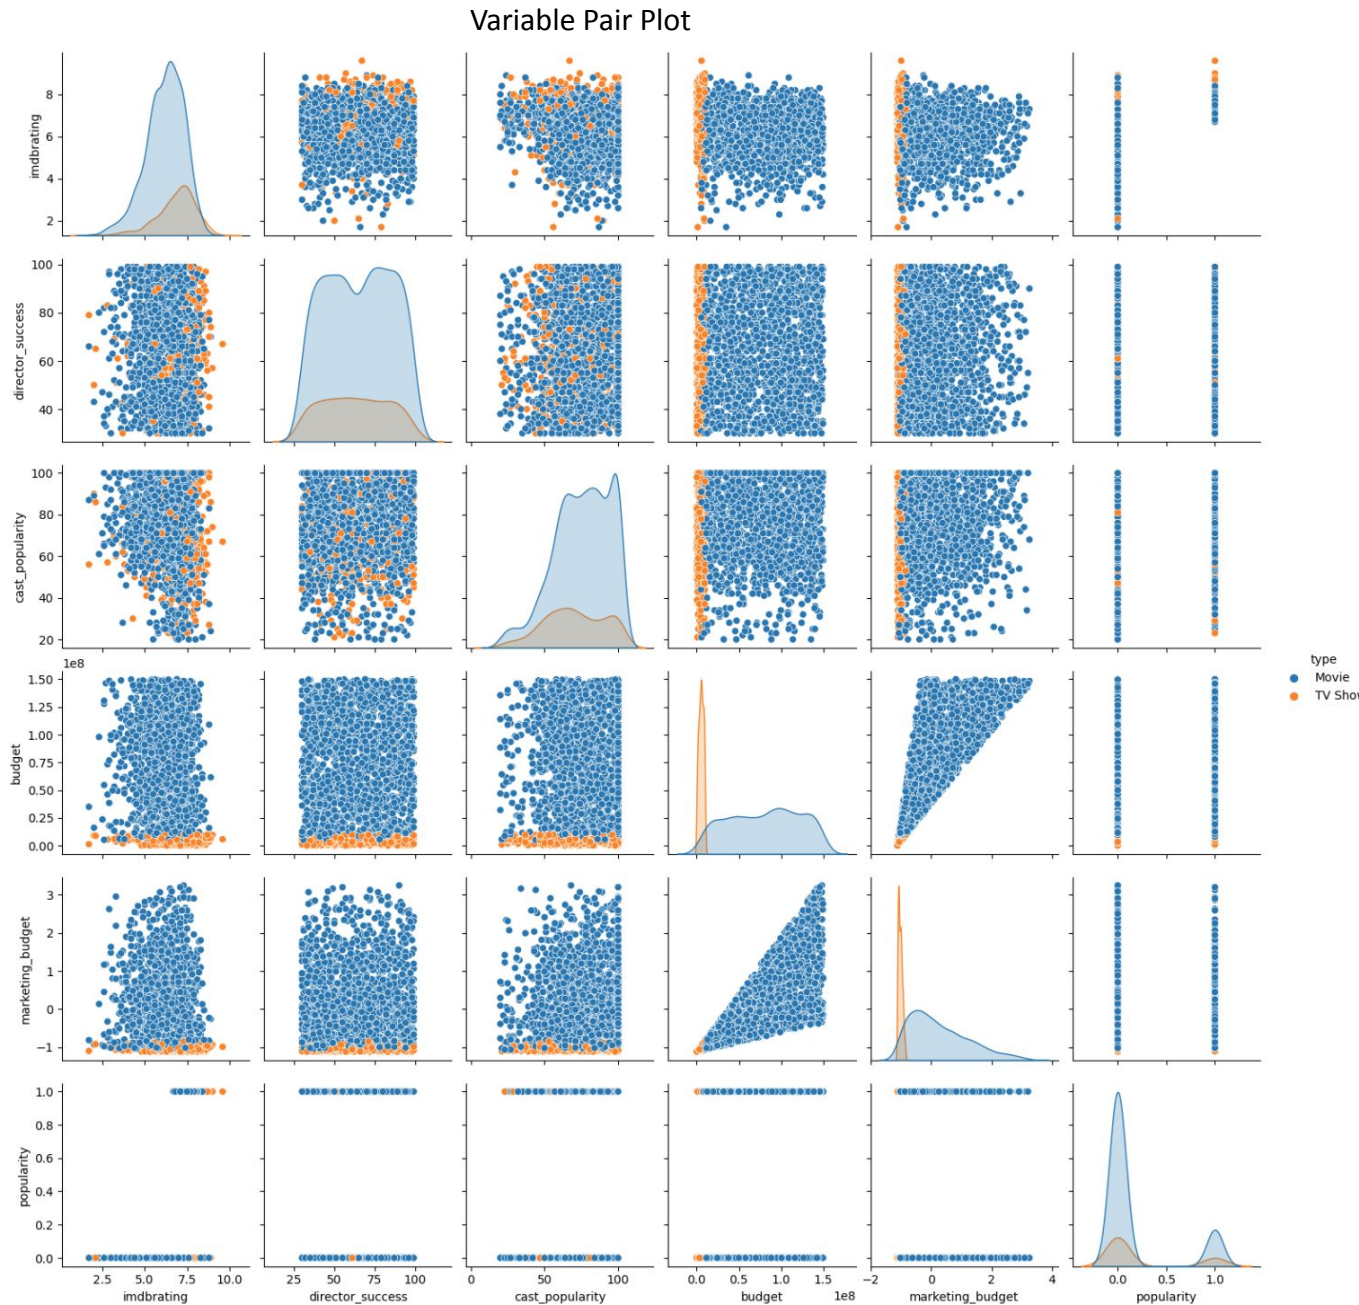 Variable Pair Plot
8
6
4
2
imdbrating
100
80
60
40
director_success
100
80
60
40
20
cast_popularity
1e8
1.50
1.25
1.00
0.75
0.50
0.25
0.00
budget
3
2
1
0
−1
marketing_budget
1.0
0.8
0.6
0.4
0.2
0.0
popularity
type
Movie
TV Show
2.5 5.0 7.5 10.0
imdbrating
25 50 75 100
director_success
0 50 100
cast_popularity
0.0 0.5 1.0 1.5
budget 1e8
−2 0 2 4
marketing_budget
0.0 1.0
popularity